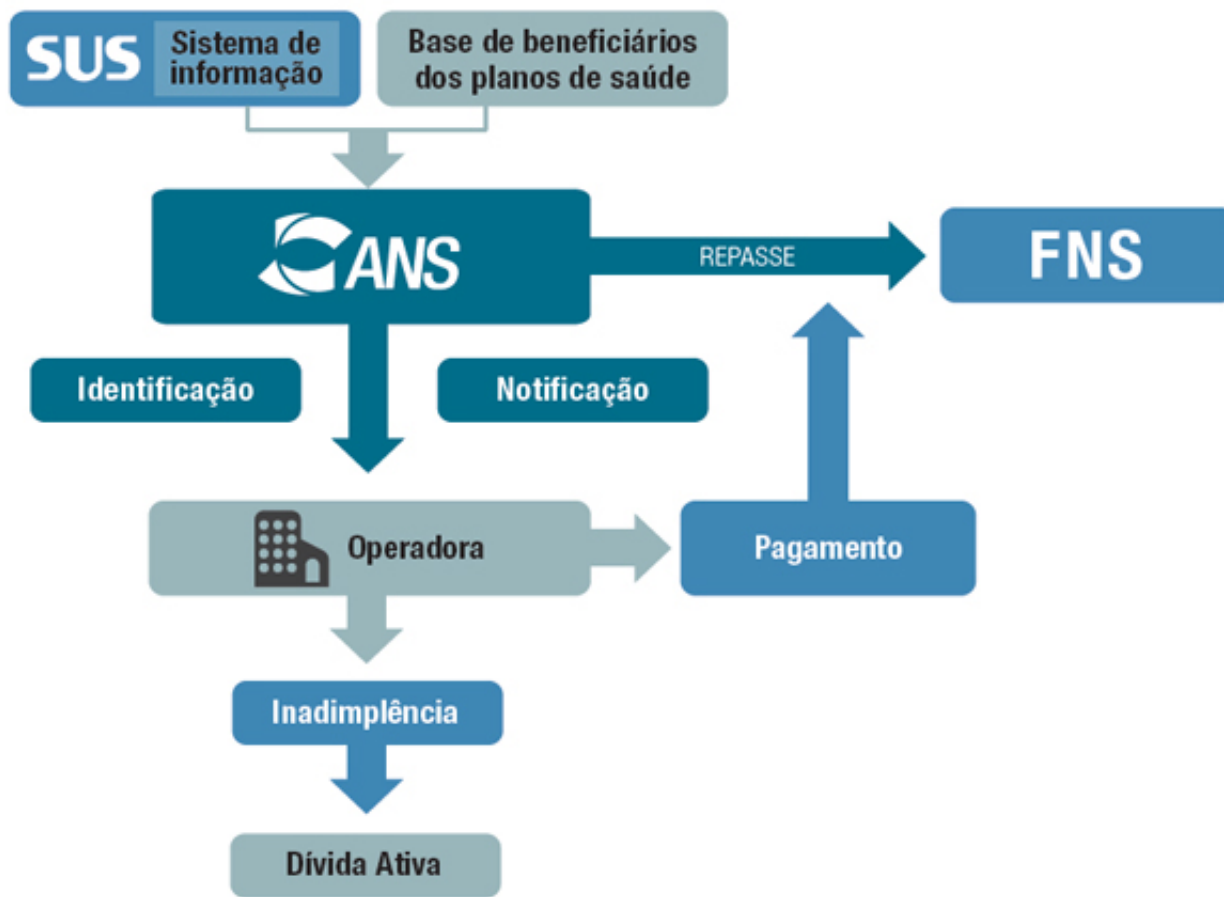 SUS
Sistema de
informação
Base de beneficiários
dos planos de saúde
ANS
REPASSE
FNS
Identificação
Notificação
Operadora
Pagamento
Inadimplência
Dívida Ativa